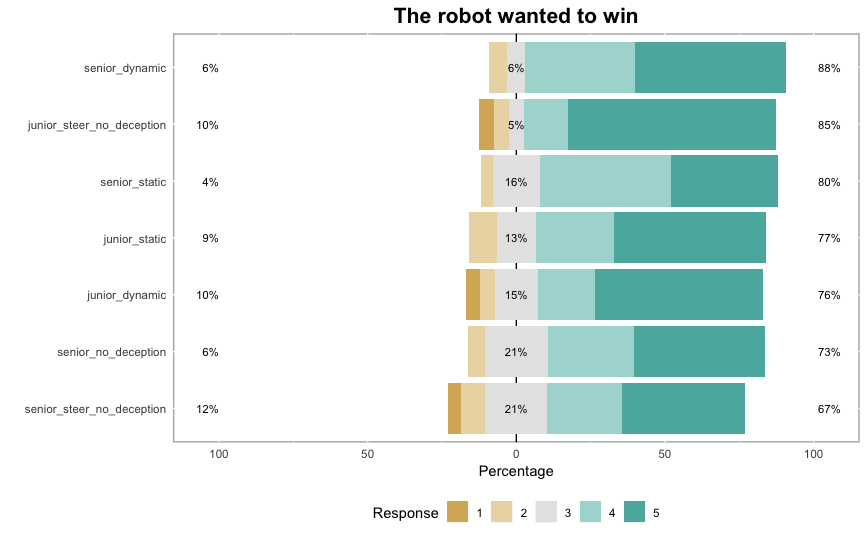 The robot wanted to win
senior_dynamic 6% 6% 88%
junior_steer_no_deception 10% 5% 85%
senior_static 4% 16% 80%
junior_static 9% 13% 77%
junior_dynamic 10% 15% 76%
senior_no_deception 6% 21% 73%
senior_steer_no_deception 12% 21% 67%
100 50 0 50 100
Percentage
Response 1 2 3 4 5